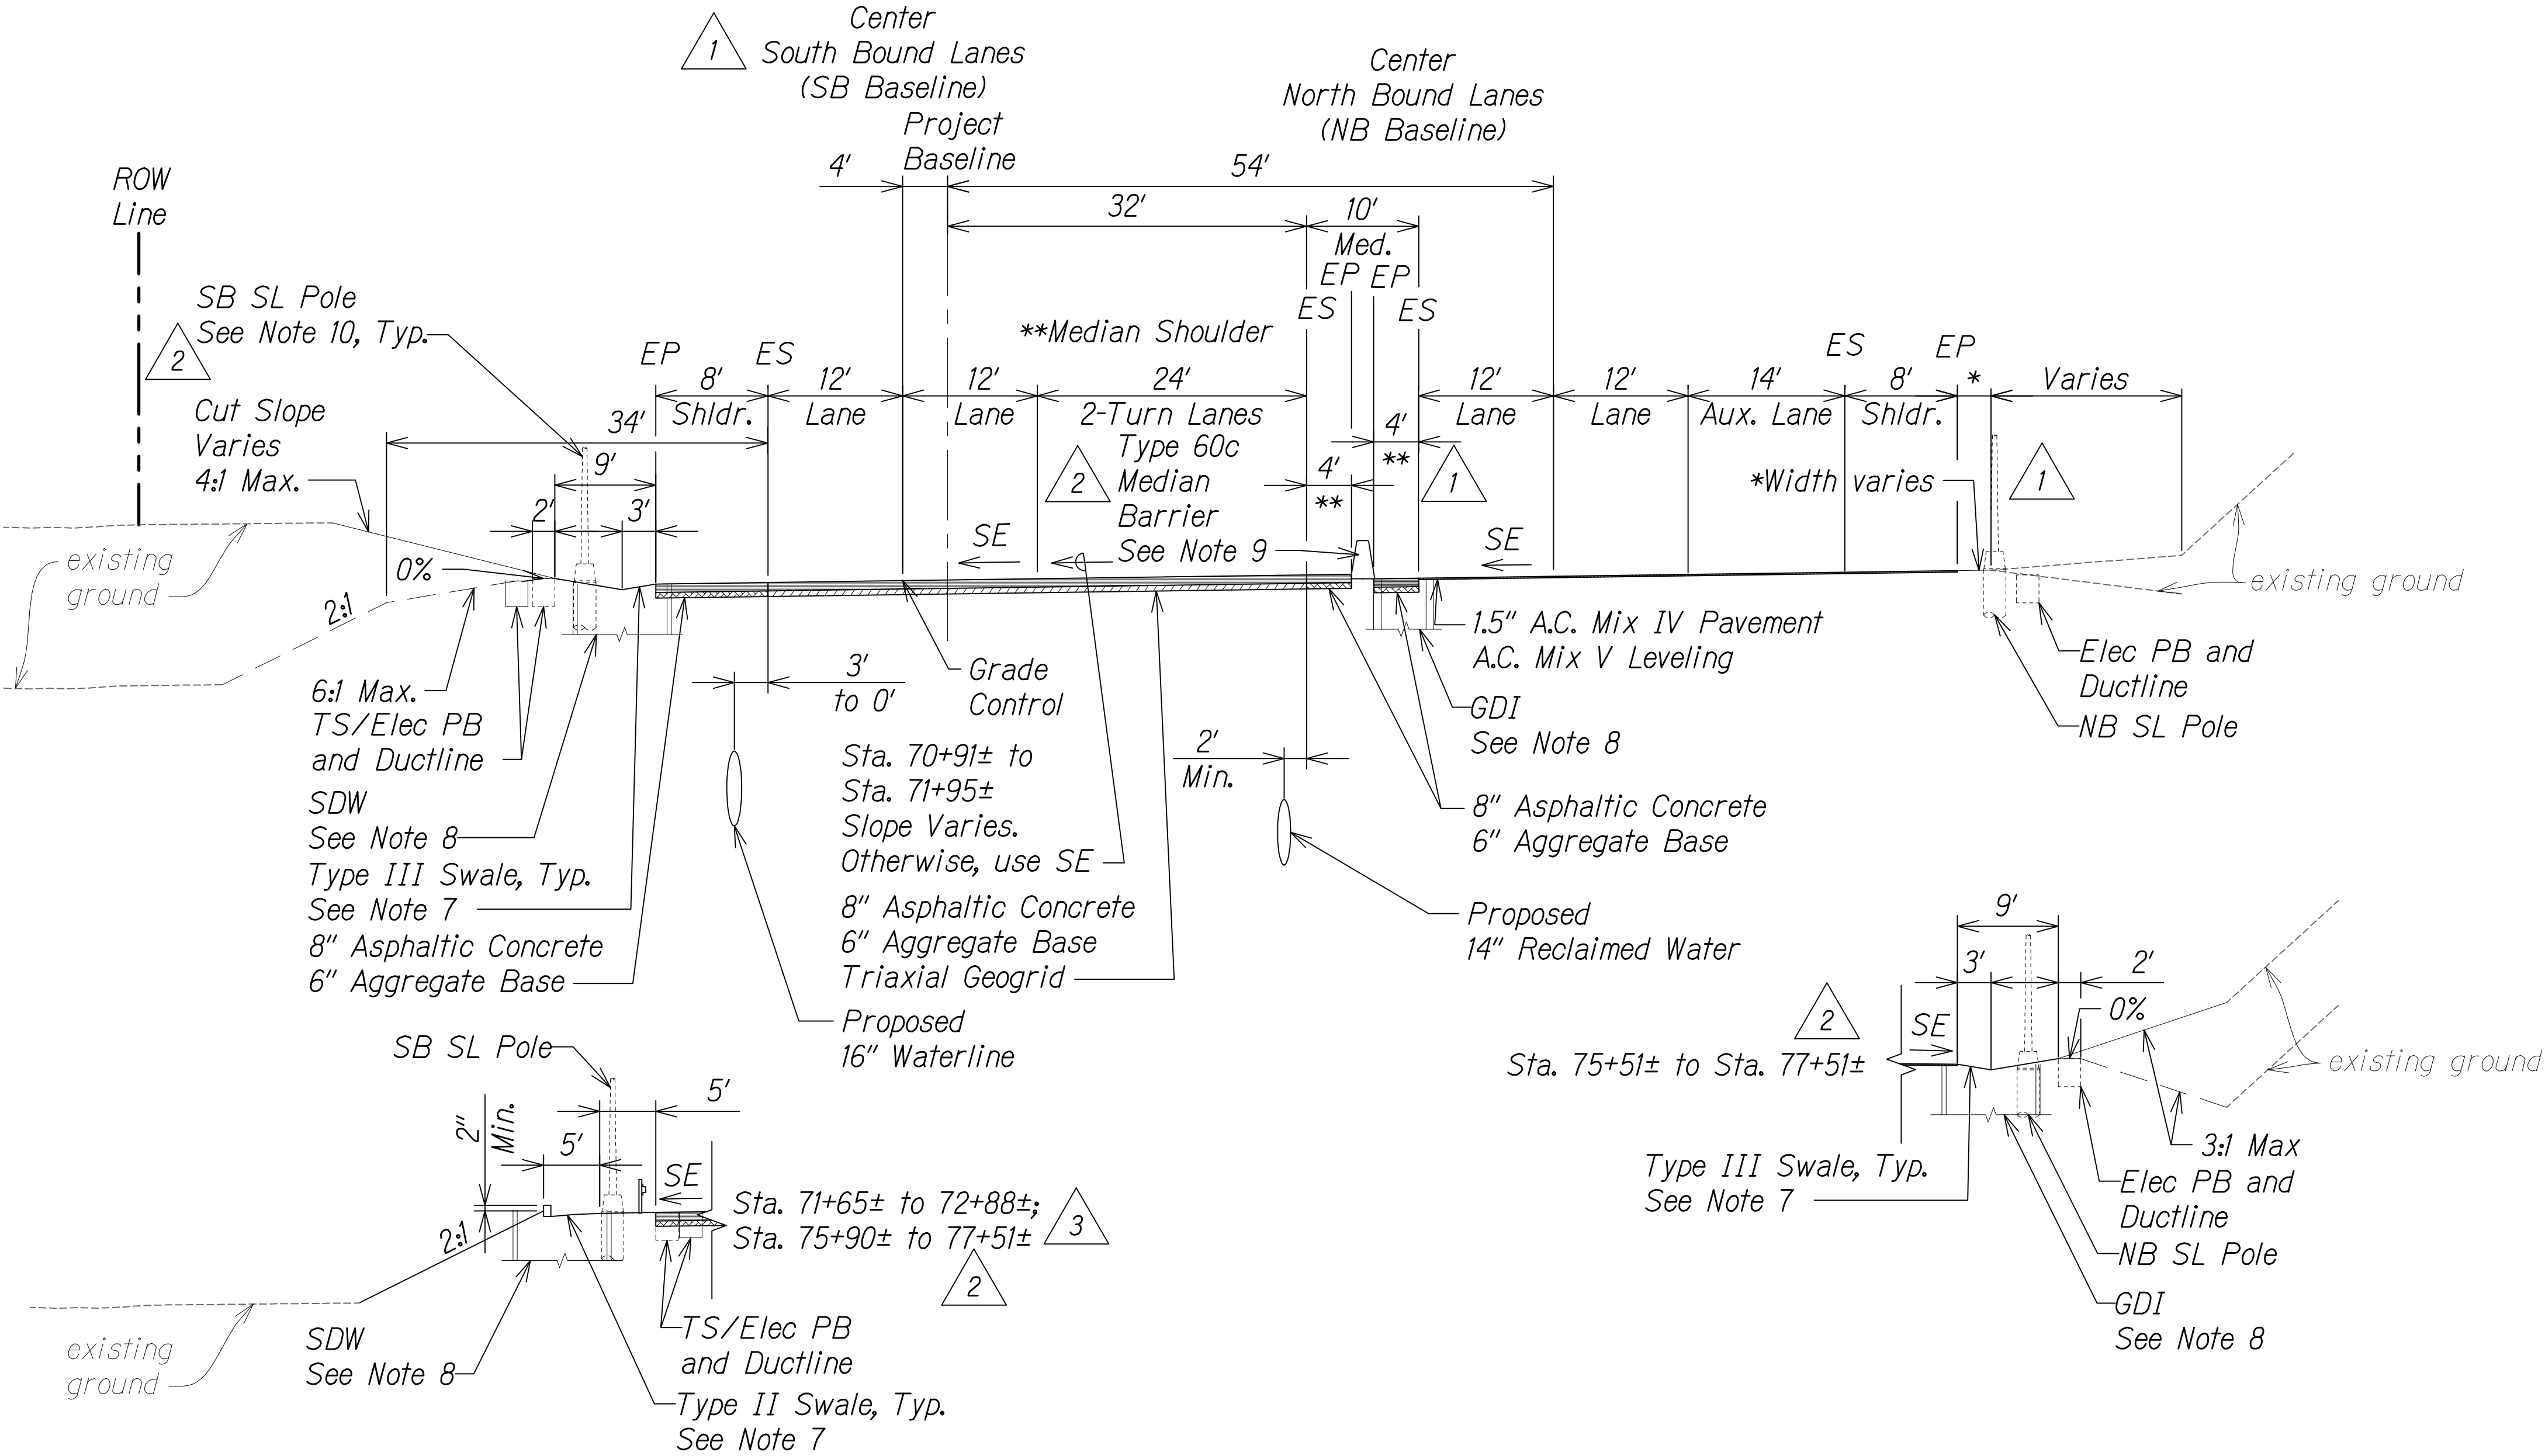 Center
South Bound Lanes
(SB Baseline)
1
Project
Baseline
Center
North Bound Lanes
(NB Baseline)
4'
54'
32'
10'
Med.
ROW
Line
SB SL Pole
See Note 10, Typ.
2
Cut Slope
Varies
4:1 Max.
EP
ES
**Median Shoulder
ES
EP
EP
ES
ES
EP
8'
Shldr.
12'
Lane
12'
Lane
24'
2-Turn Lanes
12'
Lane
12'
Lane
14'
Aux. Lane
8'
Shldr.
*
Varies
34'
9'
2'
3'
Type 60c
Median
Barrier
See Note 9
2
4'
**
4'
**
1
*Width varies
1
SE
SE
existing
ground
0%
2:1
existing ground
6:1 Max.
TS/Elec PB
and Ductline
SDW
See Note 8
Type III Swale, Typ.
See Note 7
8" Asphaltic Concrete
6" Aggregate Base
3'
to 0'
Grade
Control
Sta. 70+91± to
Sta. 71+95±
Slope Varies.
Otherwise, use SE
8" Asphaltic Concrete
6" Aggregate Base
Triaxial Geogrid
Proposed
16" Waterline
2'
Min.
1.5" A.C. Mix IV Pavement
A.C. Mix V Leveling
GDI
See Note 8
8" Asphaltic Concrete
6" Aggregate Base
Proposed
14" Reclaimed Water
Elec PB and
Ductline
NB SL Pole
SB SL Pole
2"
Min.
5'
5'
SE
2:1
Sta. 71+65± to 72+88±;
Sta. 75+90± to 77+51±
3
2
existing
ground
SDW
See Note 8
TS/Elec PB
and Ductline
Type II Swale, Typ.
See Note 7
9'
3'
2'
2
SE
0%
Sta. 75+51± to Sta. 77+51±
existing ground
3:1 Max
Type III Swale, Typ.
See Note 7
Elec PB and
Ductline
NB SL Pole
GDI
See Note 8